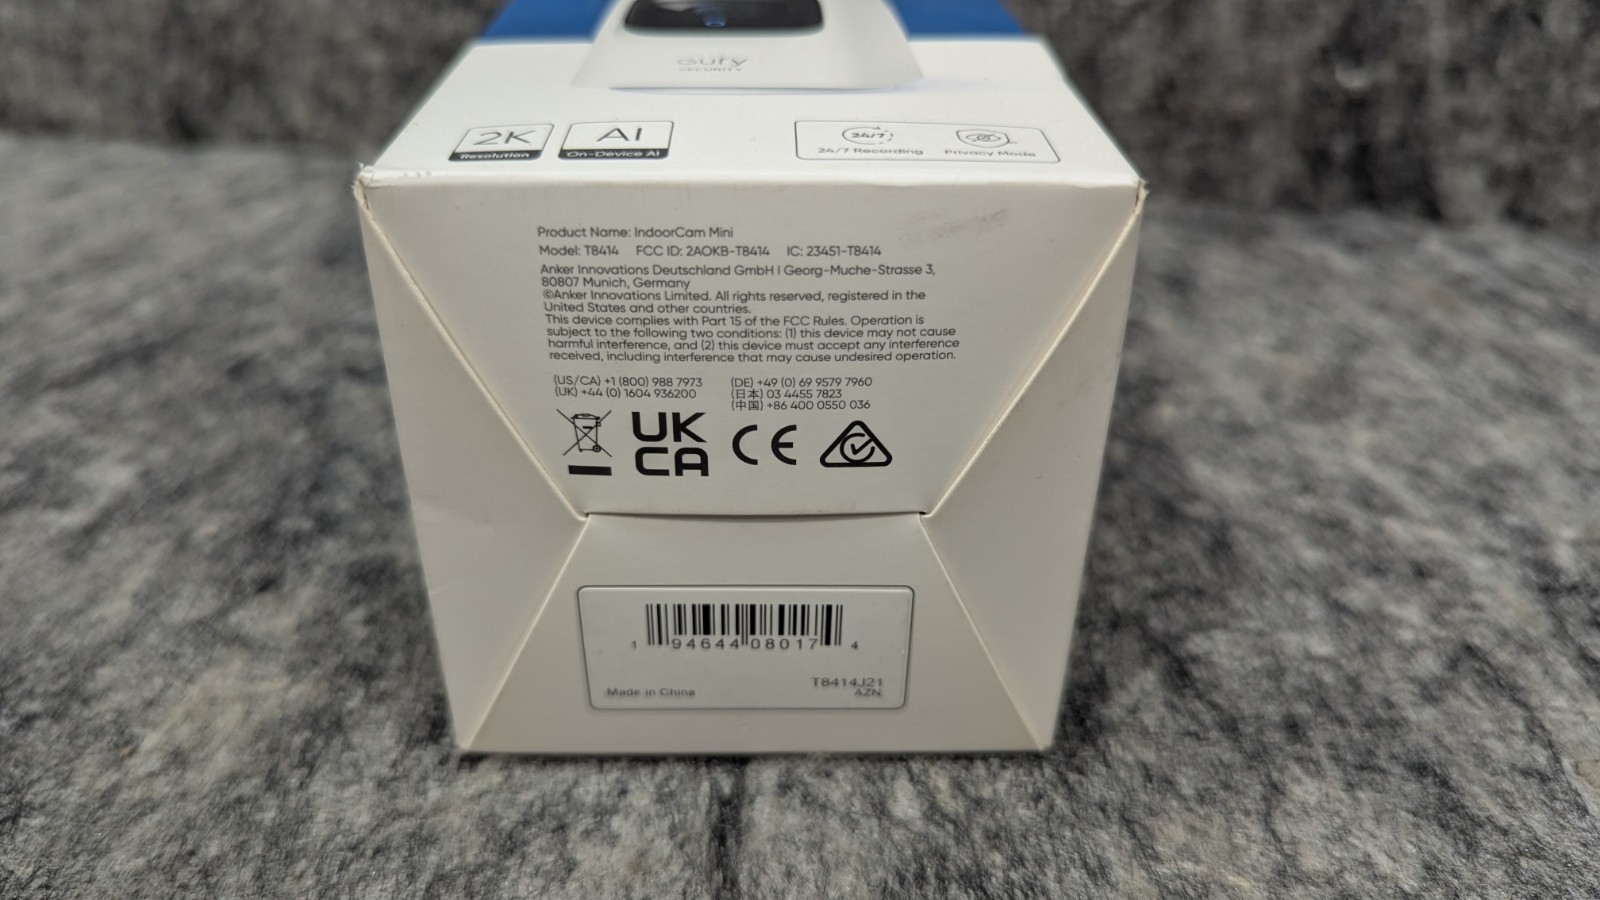 eufy
SECURITY
2K
Resolution
AI
On-Device AI
24/7
24/7 Recording
Privacy Mode
Product Name: IndoorCam Mini
Model: T8414 FCC ID: 2AOKB-T8414 IC: 23451-T8414
Anker Innovations Deutschland GmbH I Georg-Muche-Strasse 3,
80807 Munich, Germany
©Anker Innovations Limited. All rights reserved, registered in the
United States and other countries.
This device complies with Part 15 of the FCC Rules. Operation is
subject to the following two conditions: (1) this device may not cause
harmful interference, and (2) this device must accept any interference
received, including interference that may cause undesired operation.
(US/CA) +1 (800) 988 7973
(UK) +44 (0) 1604 936200
(DE) +49 (0) 69 9579 7960
(日本) 03 4455 7823
(中国) +86 400 0550 036
UK
CA
CE
1 94644 08017 4
T8414J21
Made in China
AZN